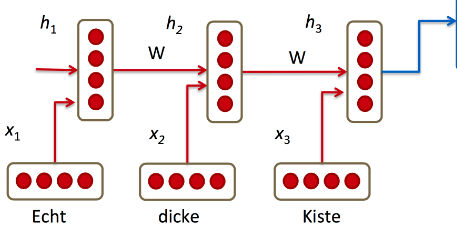 h1 h2 h3
W W
x1 x2 x3
Echt dicke Kiste